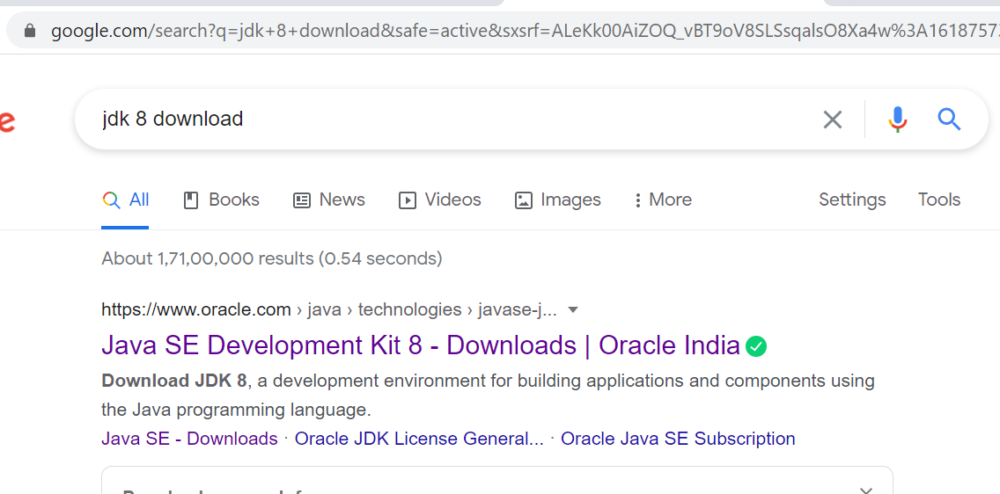 google.com/search?q=jdk+8+download&safe=active&sxsrf=ALeKk00AiZOQ_vBT9oV8SLSsqalsO8Xa4w%3A16187573
e
jdk 8 download
All Books News Videos Images More Settings Tools
About 1,71,00,000 results (0.54 seconds)
https://www.oracle.com › java › technologies › javase-j...
Java SE Development Kit 8 - Downloads | Oracle India
Download JDK 8, a development environment for building applications and components using
the Java programming language.
Java SE - Downloads · Oracle JDK License General... · Oracle Java SE Subscription